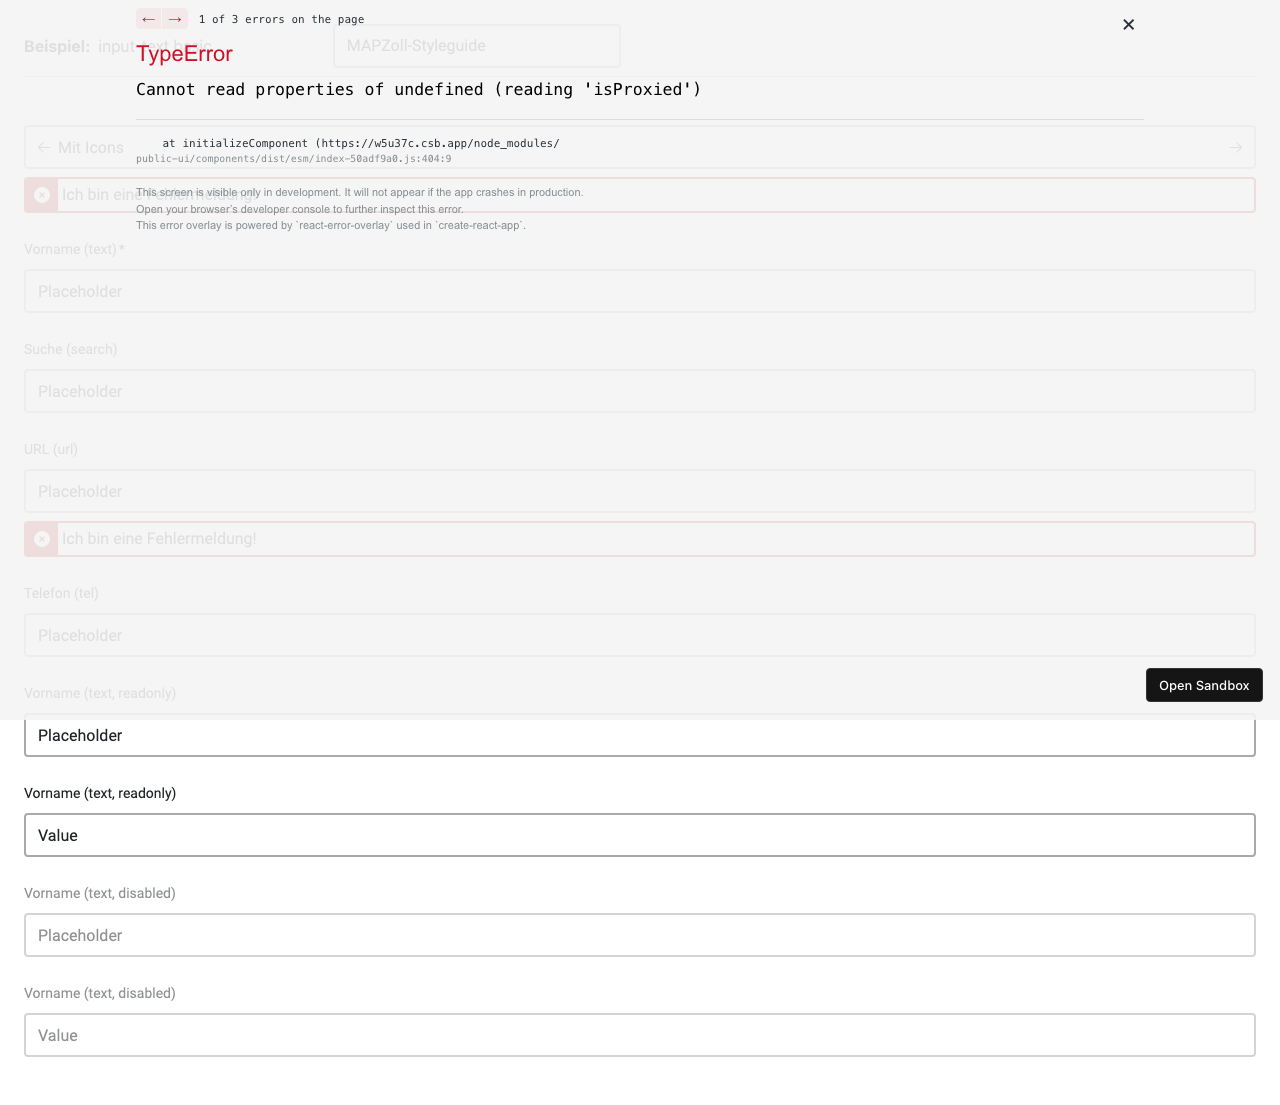 ← → 1 of 3 errors on the page
Beispiel: input-text basic
MAPZoll-Styleguide
TypeError
Cannot read properties of undefined (reading 'isProxied')
at initializeComponent (https://w5u37c.csb.app/node_modules/
← Mit Icons →
public-ui/components/dist/esm/index-50adf9a0.js:404:9
Ich bin eine Fehlermeldung!
This screen is visible only in development. It will not appear if the app crashes in production.
Open your browser’s developer console to further inspect this error.
This error overlay is powered by `react-error-overlay` used in `create-react-app`.
Vorname (text)*
Placeholder
Suche (search)
Placeholder
URL (url)
Placeholder
Ich bin eine Fehlermeldung!
Telefon (tel)
Placeholder
Open Sandbox
Vorname (text, readonly)
Placeholder
Vorname (text, readonly)
Value
Vorname (text, disabled)
Placeholder
Vorname (text, disabled)
Value